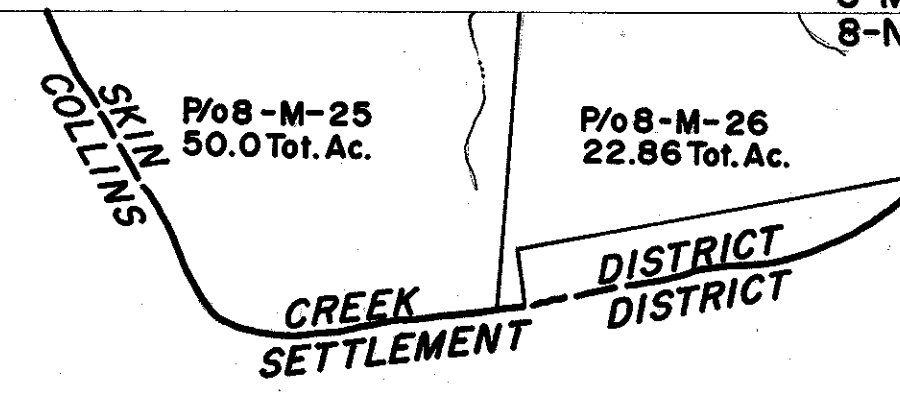 8-N
P/o 8-M-25
50.0 Tot. Ac.
P/o 8-M-26
22.86 Tot. Ac.
SKIN
COLLINS
CREEK
SETTLEMENT
DISTRICT
DISTRICT